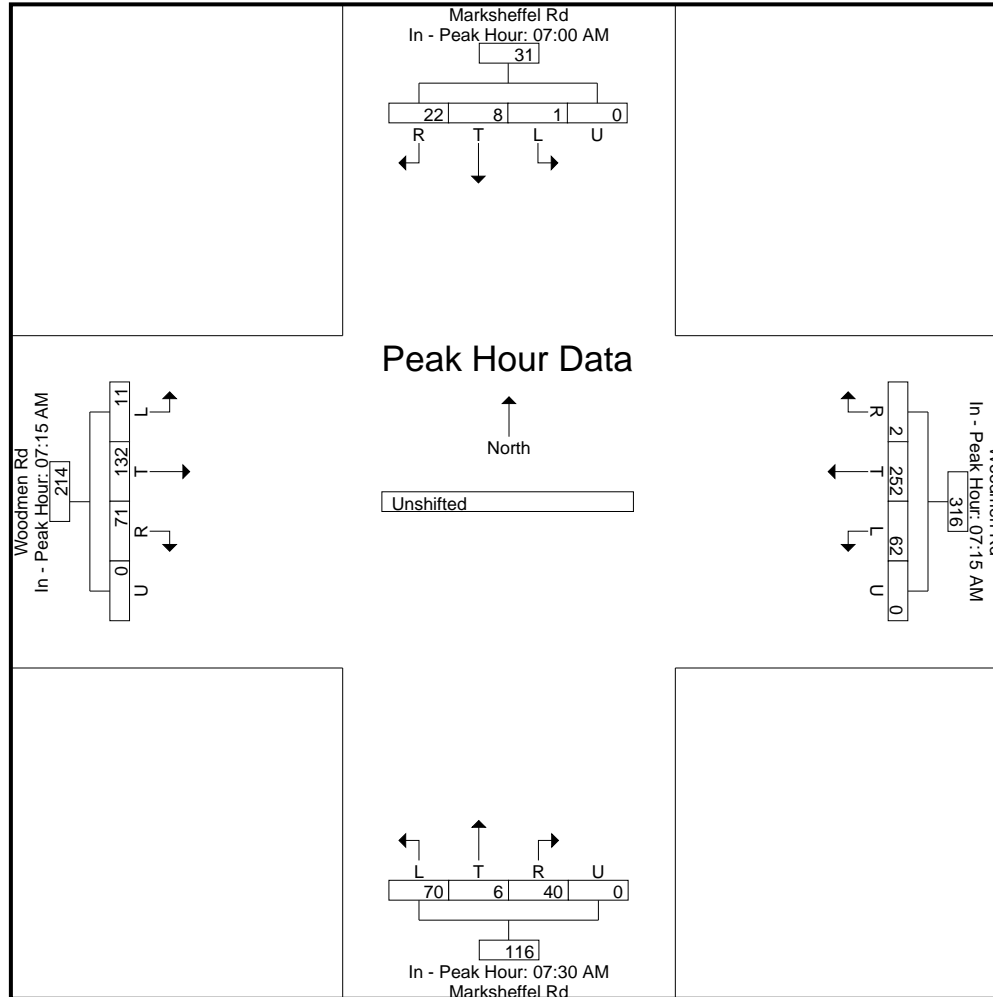 Marksheffel Rd
In - Peak Hour: 07:00 AM
31
22 8 1 0
R T L U
Peak Hour Data
North
Unshifted
Woodmen Rd
In - Peak Hour: 07:15 AM
214
11 132 71 0
L T R U
R T L U
2 252 62 0
316
In - Peak Hour: 07:15 AM
Woodmen Rd
L T R U
70 6 40 0
116
In - Peak Hour: 07:30 AM
Marksheffel Rd